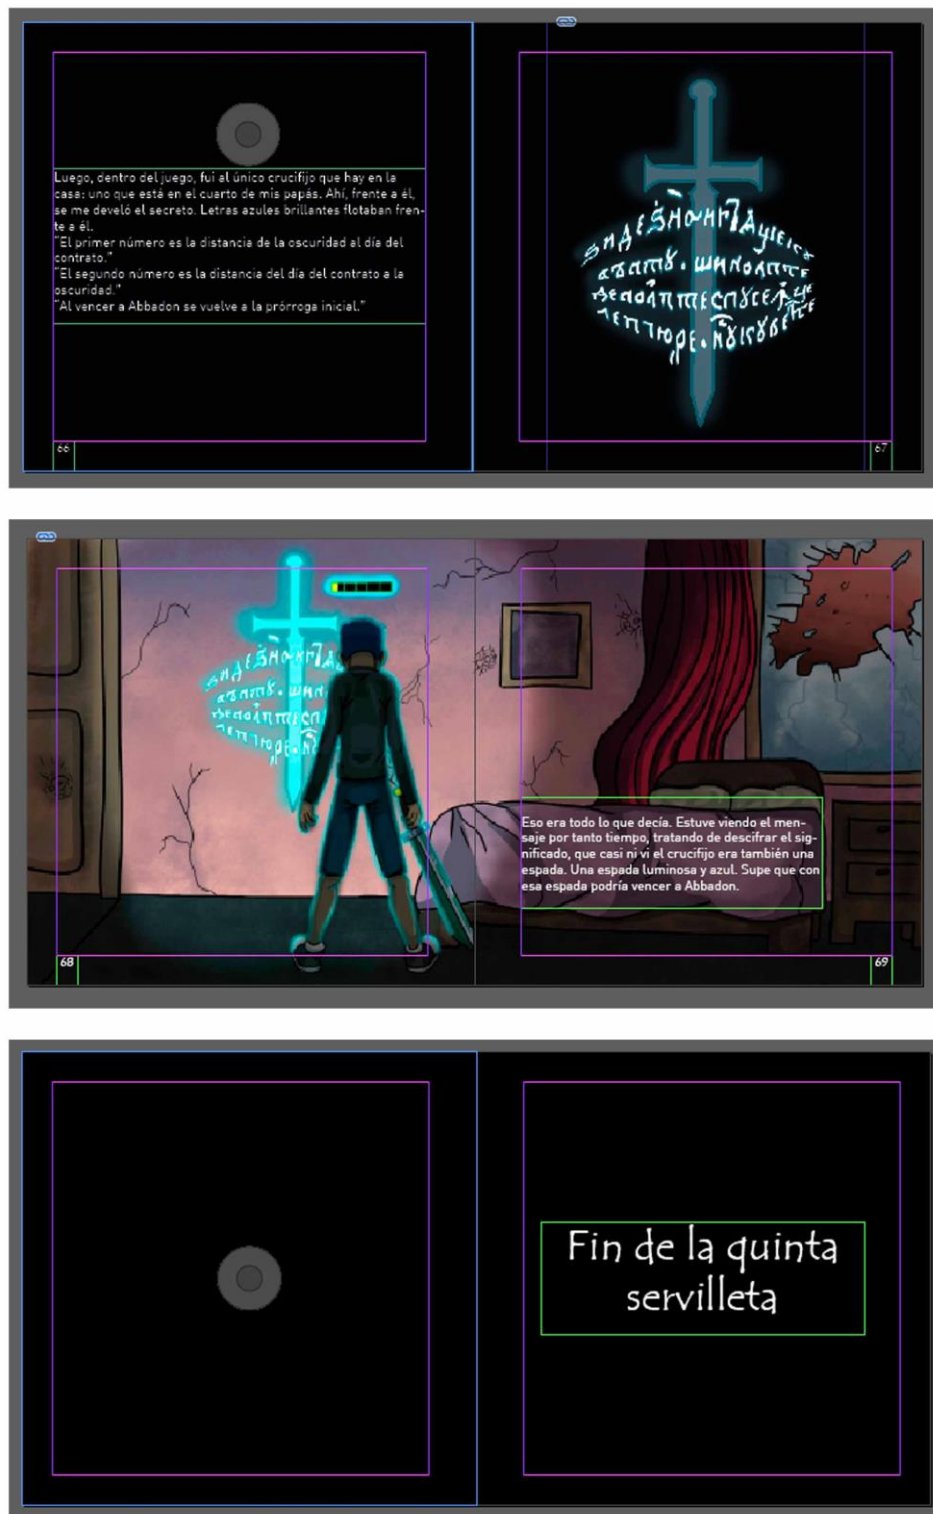 Luego, dentro del juego, fui al único crucifijo que hay en la
casa: uno que está en el cuarto de mis papás. Ahí, frente a él,
se me develó el secreto. Letras azules brillantes flotaban fren-
te a él.
"El primer número es la distancia de la oscuridad al día del
contrato."
"El segundo número es la distancia del día del contrato a la
oscuridad."
"Al vencer a Abbadon se vuelve a la prórroga inicial."
66
67
Eso era todo lo que decía. Estuve viendo el men-
saje por tanto tiempo, tratando de descifrar el sig-
nificado, que casi ni vi el crucifijo era también una
espada. Una espada luminosa y azul. Supe que con
esa espada podría vencer a Abbadon.
68
69
Fin de la quinta
servilleta